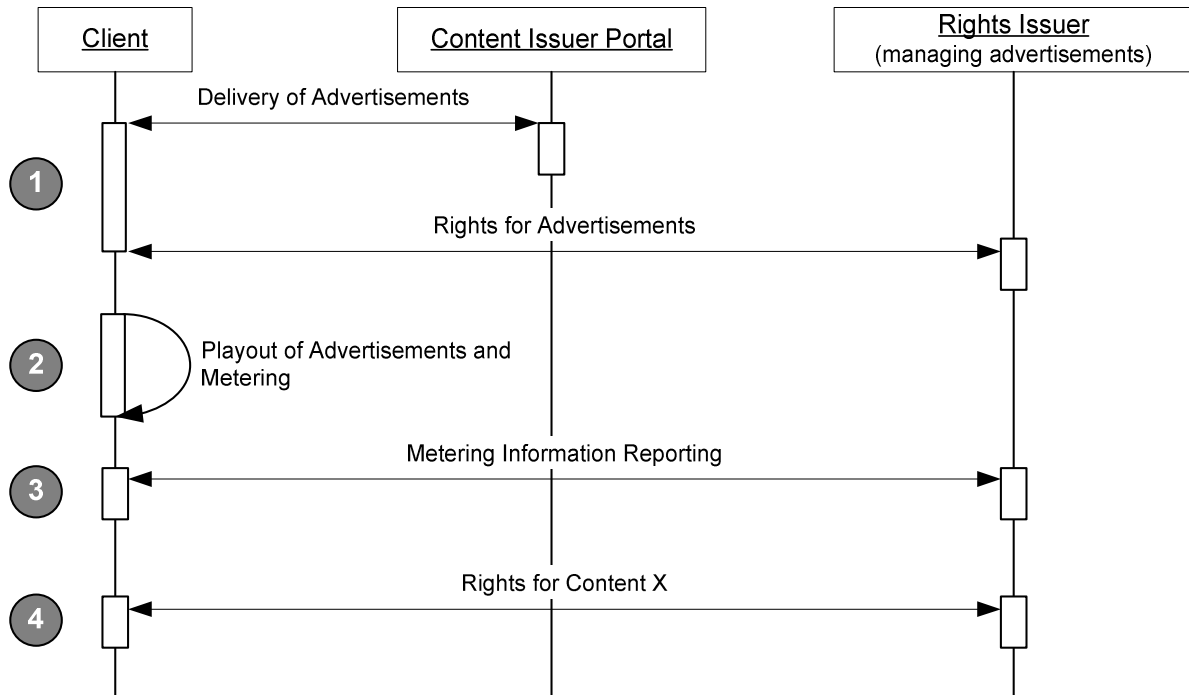 Client
Content Issuer Portal
Rights Issuer
(managing advertisements)
Delivery of Advertisements
1
Rights for Advertisements
2
Playout of Advertisements and
Metering
Metering Information Reporting
3
Rights for Content X
4